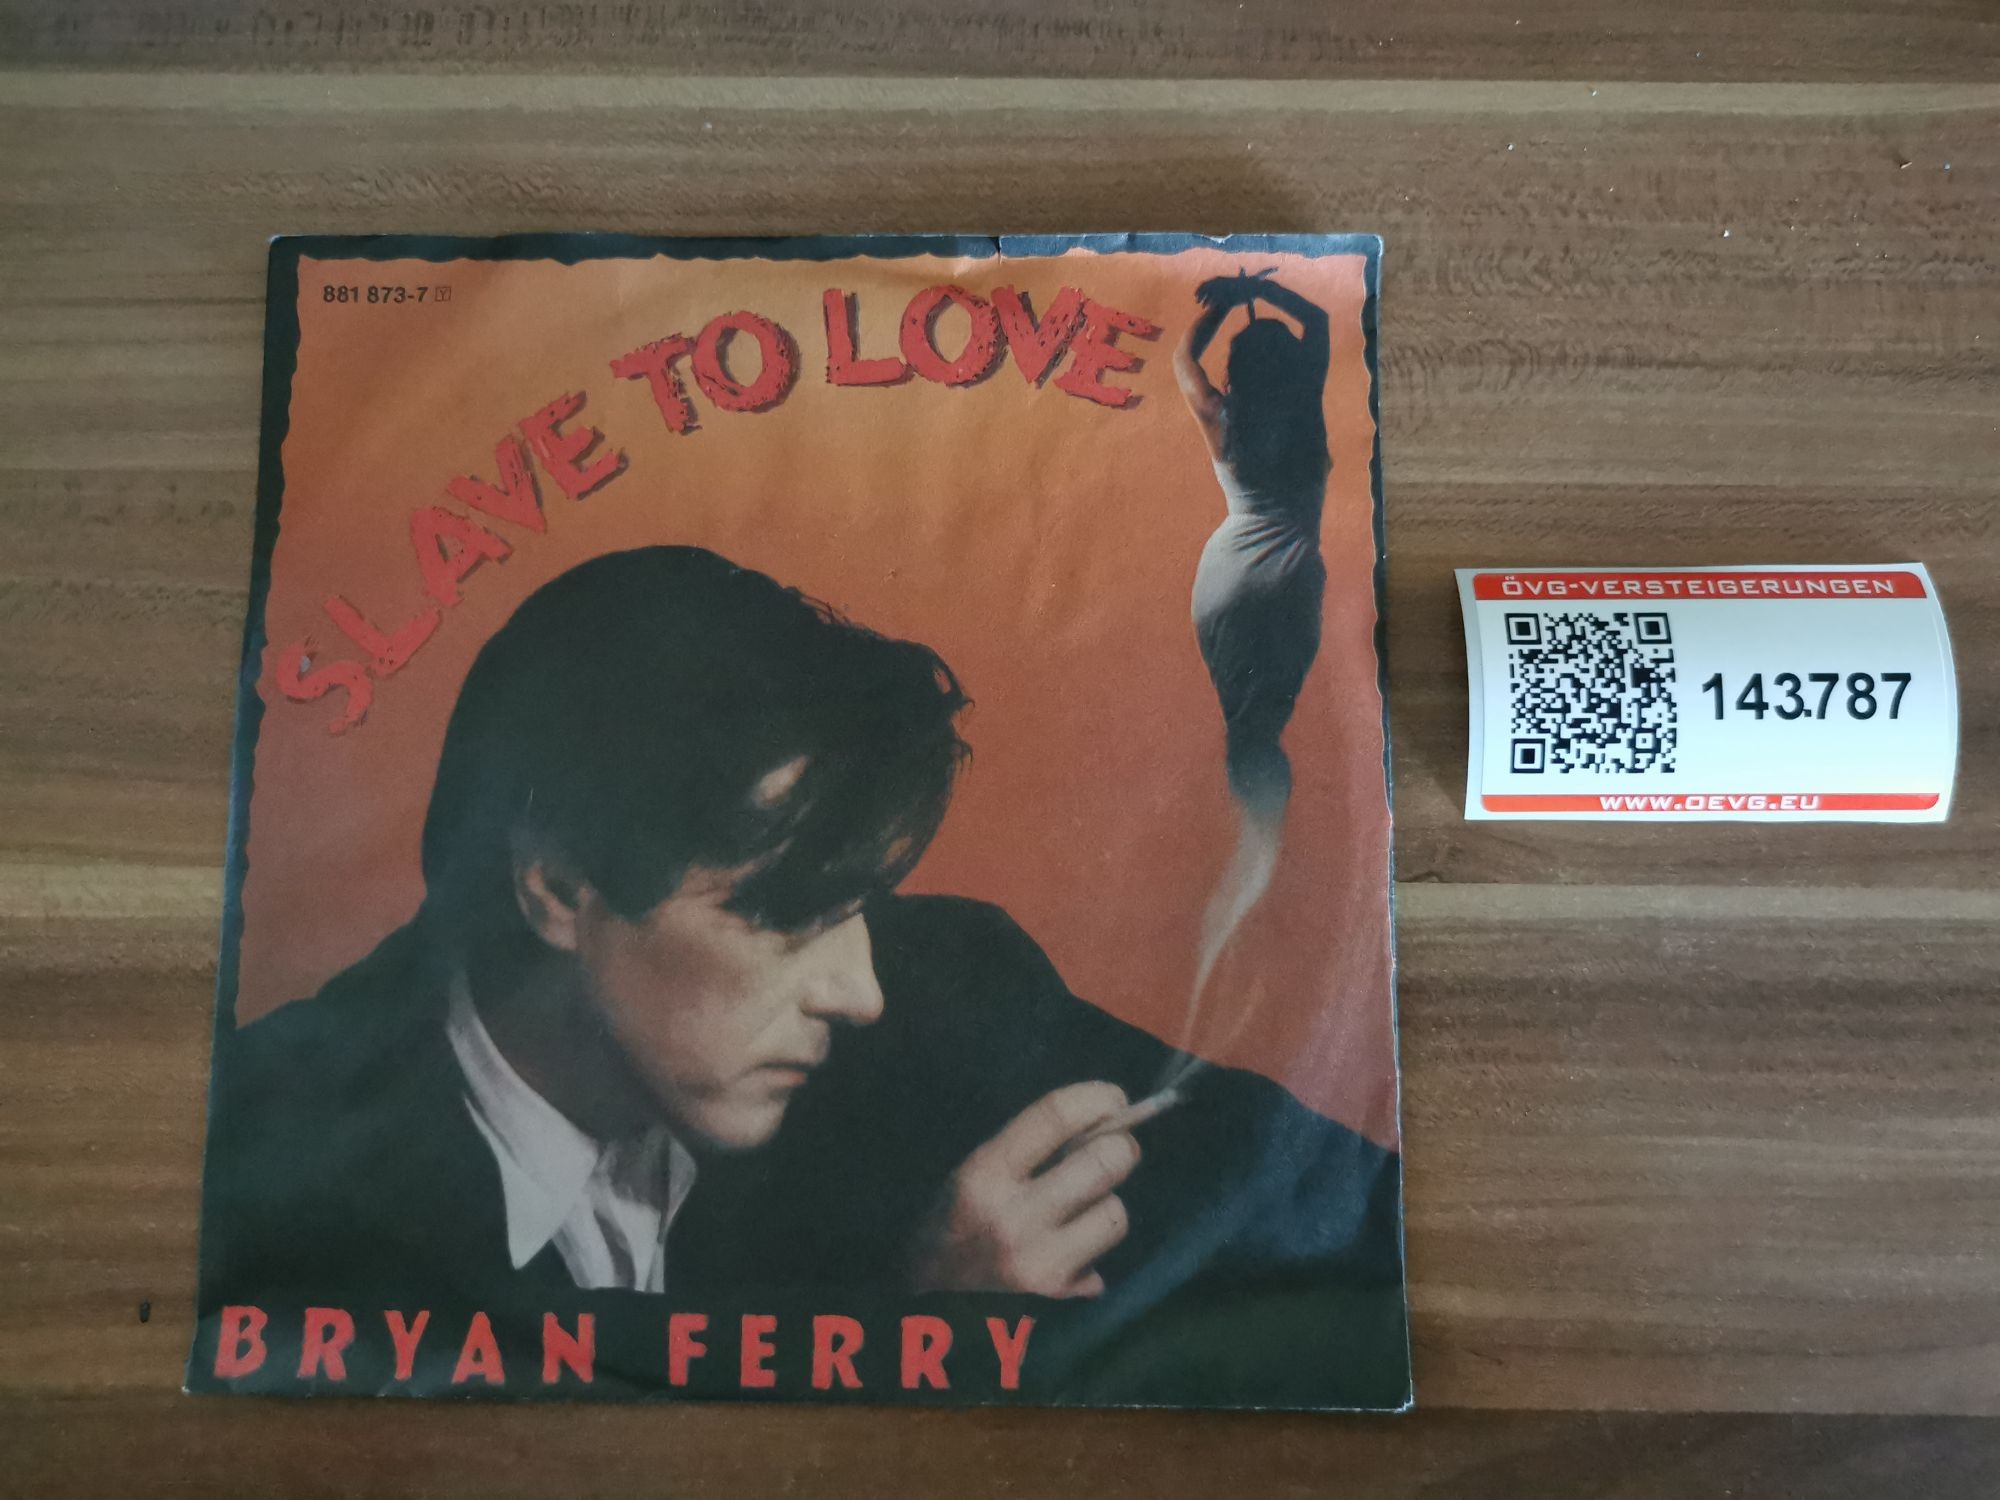 881 873-7 Y
SLAVE TO LOVE
BRYAN FERRY
ÖVG-VERSTEIGERUNGEN
143.787
WWW.OEVG.EU